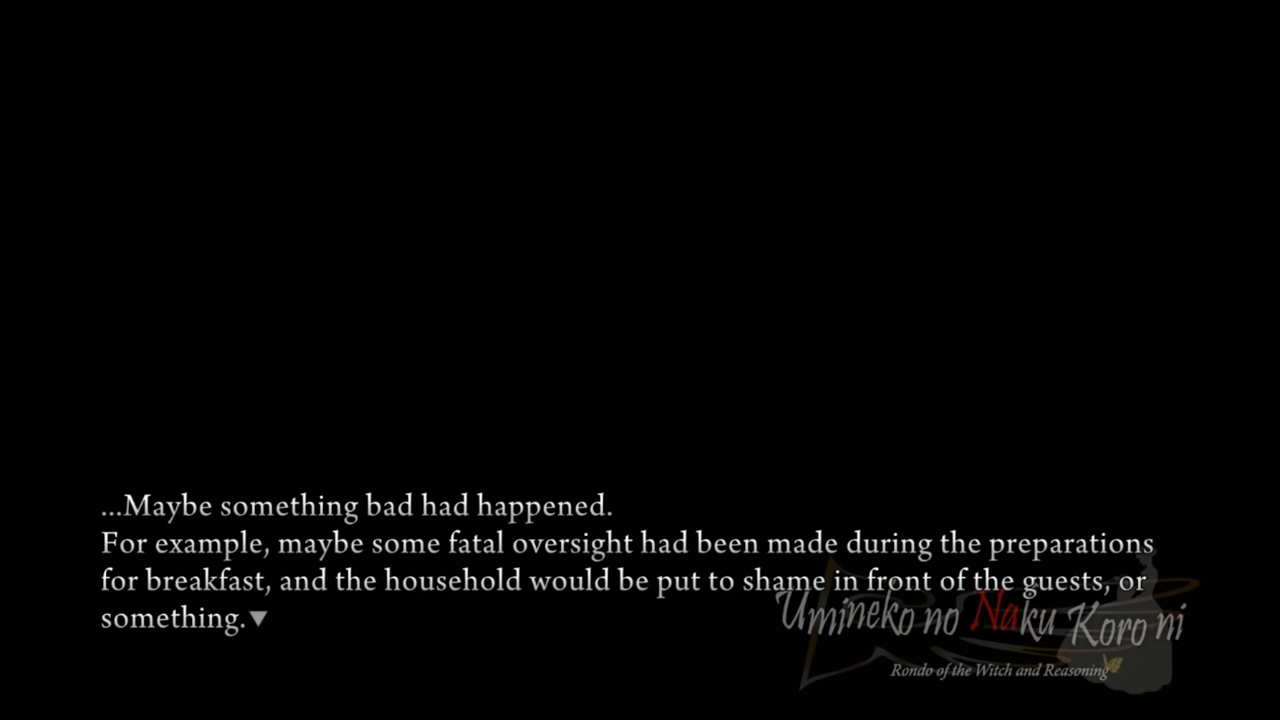 ...Maybe something bad had happened.
For example, maybe some fatal oversight had been made during the preparations
for breakfast, and the household would be put to shame in front of the guests, or
something.
Umineko no Naku Koro ni
Rondo of the Witch and Reasoning